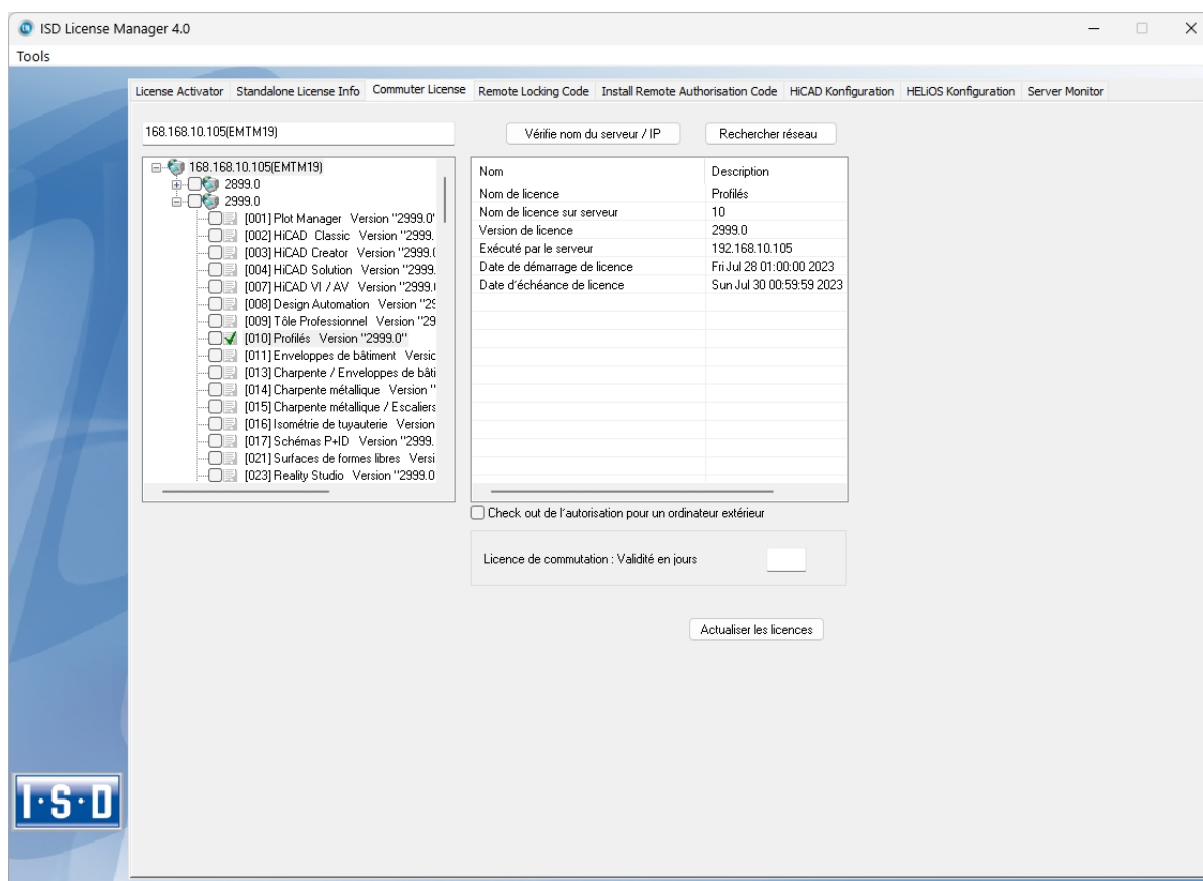 ISD License Manager 4.0
Tools
License Activator Standalone License Info Commuter License Remote Locking Code Install Remote Authorisation Code HiCAD Konfiguration HELiOS Konfiguration Server Monitor
168.168.10.105(EMTM19)
Vérifie nom du serveur / IP
Rechercher réseau
168.168.10.105(EMTM19)
2899.0
2999.0
[001] Plot Manager Version "2999.0"
[002] HiCAD Classic Version "2999.
[003] HiCAD Creator Version "2999.(
[004] HiCAD Solution Version "2999.
[007] HiCAD VI / AV Version "2999.
[008] Design Automation Version "29
[009] Tôle Professionnel Version "29
[010] Profilés Version "2999.0"
[011] Enveloppes de bâtiment Versic
[013] Charpente / Enveloppes de bâti
[014] Charpente métallique Version "
[015] Charpente métallique / Escaliers
[016] Isométrie de tuyauterie Version
[017] Schémas P+ID Version "2999.
[021] Surfaces de formes libres Versi
[023] Reality Studio Version "2999.0
Nom Description
Nom de licence Profilés
Nom de licence sur serveur 10
Version de licence 2999.0
Exécuté par le serveur 192.168.10.105
Date de démarrage de licence Fri Jul 28 01:00:00 2023
Date d'échéance de licence Sun Jul 30 00:59:59 2023
Check out de l'autorisation pour un ordinateur extérieur
Licence de commutation : Validité en jours
Actualiser les licences
I·S·D